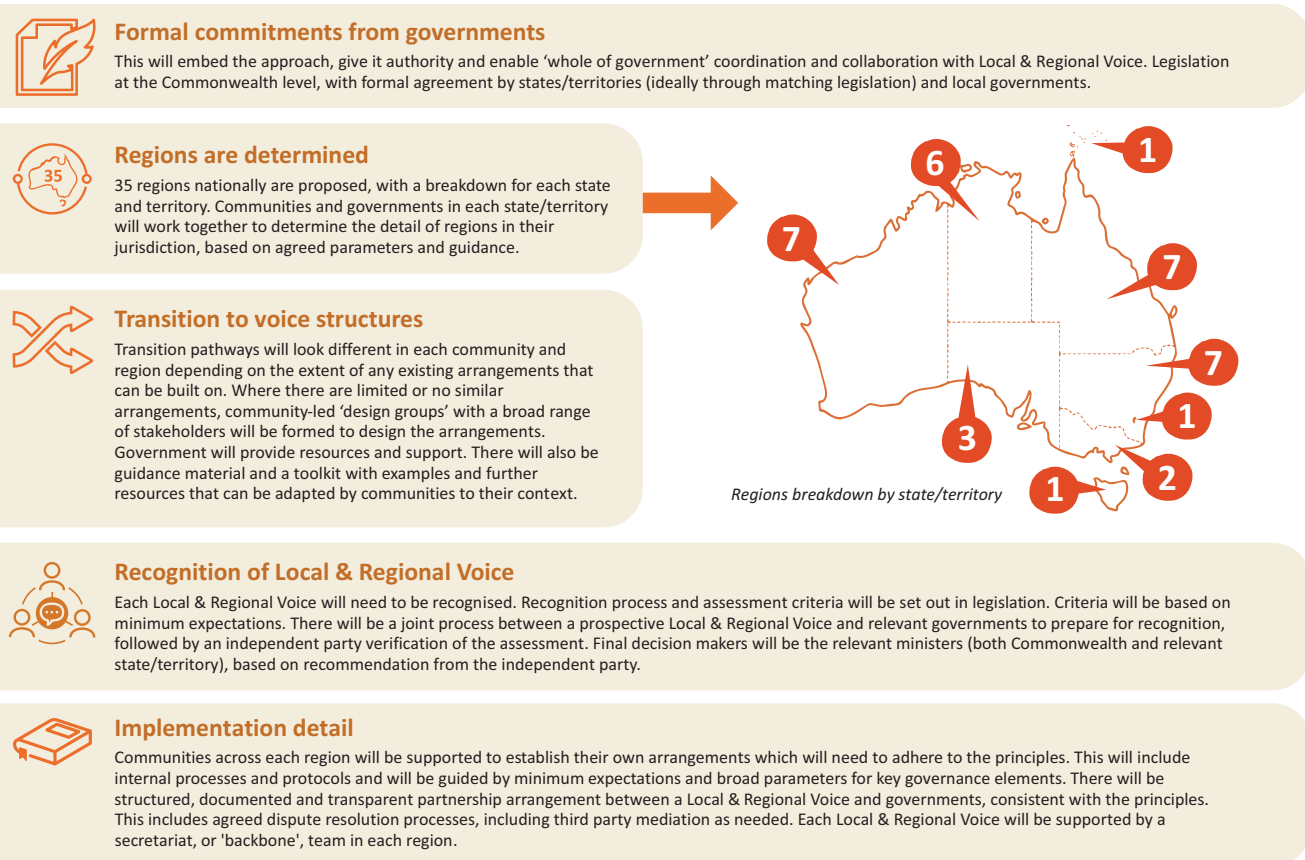 Formal commitments from governments
This will embed the approach, give it authority and enable ‘whole of government’ coordination and collaboration with Local & Regional Voice. Legislation
at the Commonwealth level, with formal agreement by states/territories (ideally through matching legislation) and local governments.
35
Regions are determined
35 regions nationally are proposed, with a breakdown for each state
and territory. Communities and governments in each state/territory
will work together to determine the detail of regions in their
jurisdiction, based on agreed parameters and guidance.
Transition to voice structures
Transition pathways will look different in each community and
region depending on the extent of any existing arrangements that
can be built on. Where there are limited or no similar
arrangements, community-led ‘design groups’ with a broad range
of stakeholders will be formed to design the arrangements.
Government will provide resources and support. There will also be
guidance material and a toolkit with examples and further
resources that can be adapted by communities to their context.
1
6
7
7
7
1
3
2
1
Regions breakdown by state/territory
Recognition of Local & Regional Voice
Each Local & Regional Voice will need to be recognised. Recognition process and assessment criteria will be set out in legislation. Criteria will be based on
minimum expectations. There will be a joint process between a prospective Local & Regional Voice and relevant governments to prepare for recognition,
followed by an independent party verification of the assessment. Final decision makers will be the relevant ministers (both Commonwealth and relevant
state/territory), based on recommendation from the independent party.
Implementation detail
Communities across each region will be supported to establish their own arrangements which will need to adhere to the principles. This will include
internal processes and protocols and will be guided by minimum expectations and broad parameters for key governance elements. There will be
structured, documented and transparent partnership arrangement between a Local & Regional Voice and governments, consistent with the principles.
This includes agreed dispute resolution processes, including third party mediation as needed. Each Local & Regional Voice will be supported by a
secretariat, or 'backbone', team in each region.